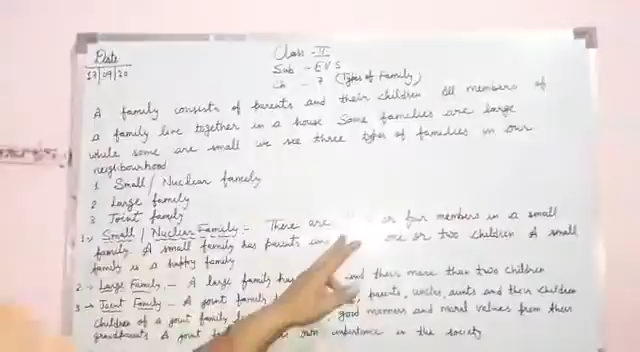 Date
17/09/20
Class - II
Sub - EVS
Ch - 7 (Types of Family)
A family consists of parents and their children All members of
a family live together in a house Some families are large
while some are small we see three types of families in our
neighbourhood
1 Small / Nuclear family
2 Large family
3 Joint family
1. Small / Nuclear Family - There are or four members in a small
family. A small family has parents one or two children A small
family is a happy family
2 - Large Family - A large family has and their more than two children
3 - Joint Family - A joint family parents, uncles, aunts and their children
children of a joint family good manners and moral values from their
grandparents A joint own importance in the society